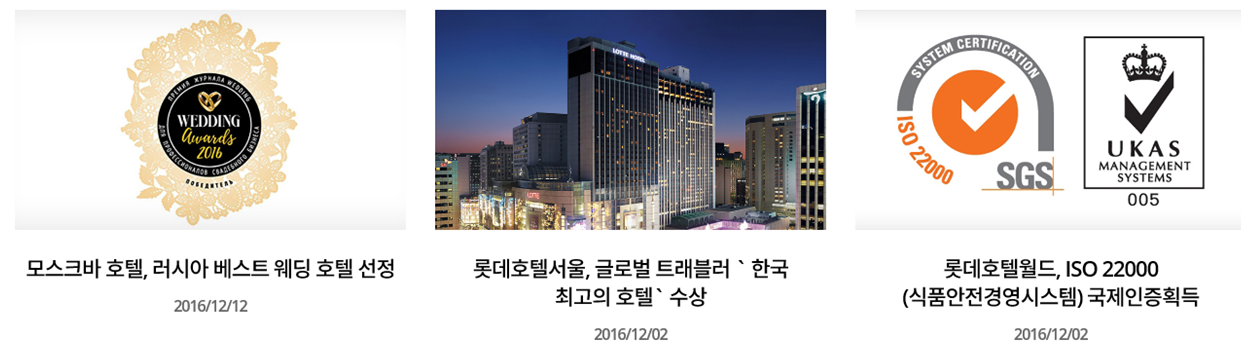 ПРЕМИЯ ЖУРНАЛА WEDDING
WEDDING
Awards
2016
ДЛЯ ПРОФЕССИОНАЛОВ СВАДЕБНОГО БИЗНЕСА
ПОБЕДИТЕЛЬ
모스크바 호텔, 러시아 베스트 웨딩 호텔 선정
2016/12/12
LOTTE HOTEL
롯데호텔서울, 글로벌 트래블러 ` 한국
최고의 호텔` 수상
2016/12/02
SYSTEM CERTIFICATION
ISO 22000
SGS
UKAS
MANAGEMENT
SYSTEMS
005
롯데호텔월드, ISO 22000
(식품안전경영시스템) 국제인증획득
2016/12/02